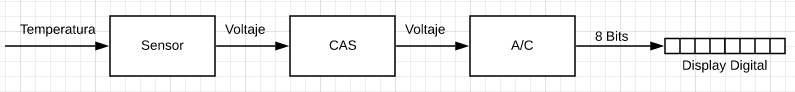 Temperatura
Sensor
Voltaje
CAS
Voltaje
A/C
8 Bits
Display Digital